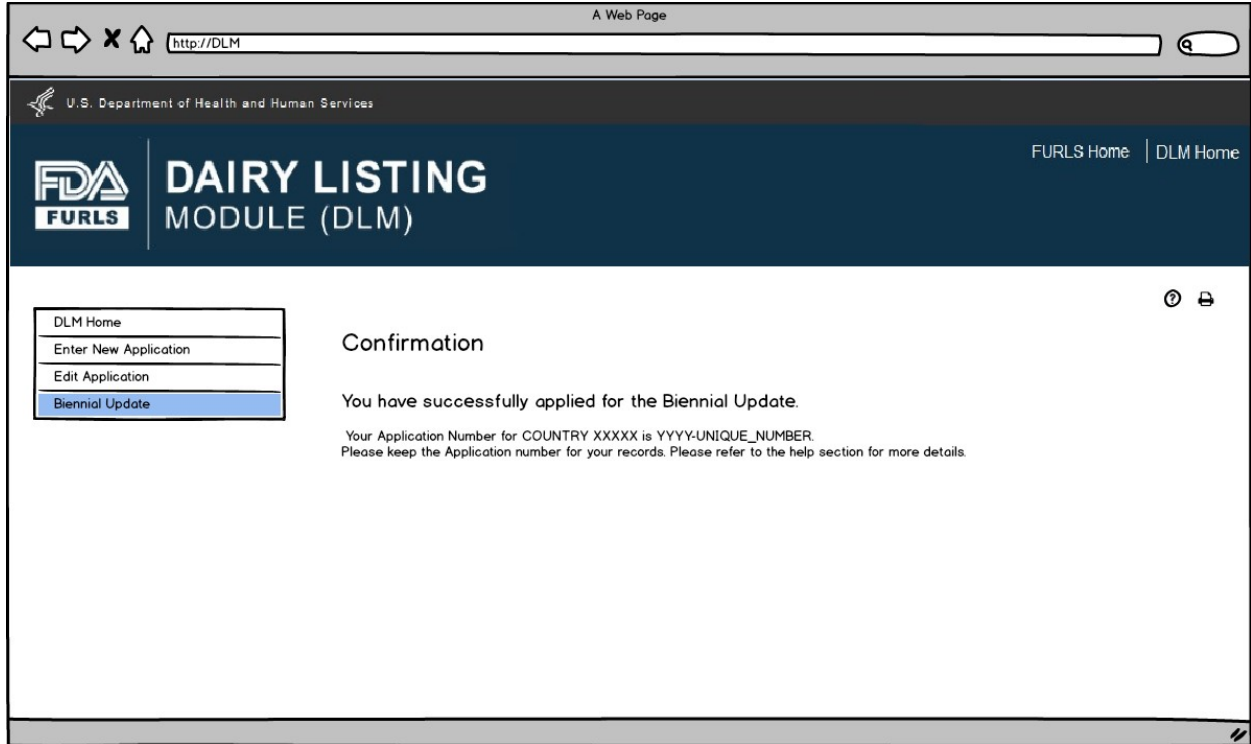 A Web Page
http://DLM
U.S. Department of Health and Human Services
FURLS Home | DLM Home
FDA
FURLS
DAIRY LISTING
MODULE (DLM)
DLM Home
Enter New Application
Edit Application
Biennial Update
Confirmation
You have successfully applied for the Biennial Update.
Your Application Number for COUNTRY XXXXX is YYYY-UNIQUE_NUMBER.
Please keep the Application number for your records. Please refer to the help section for more details.